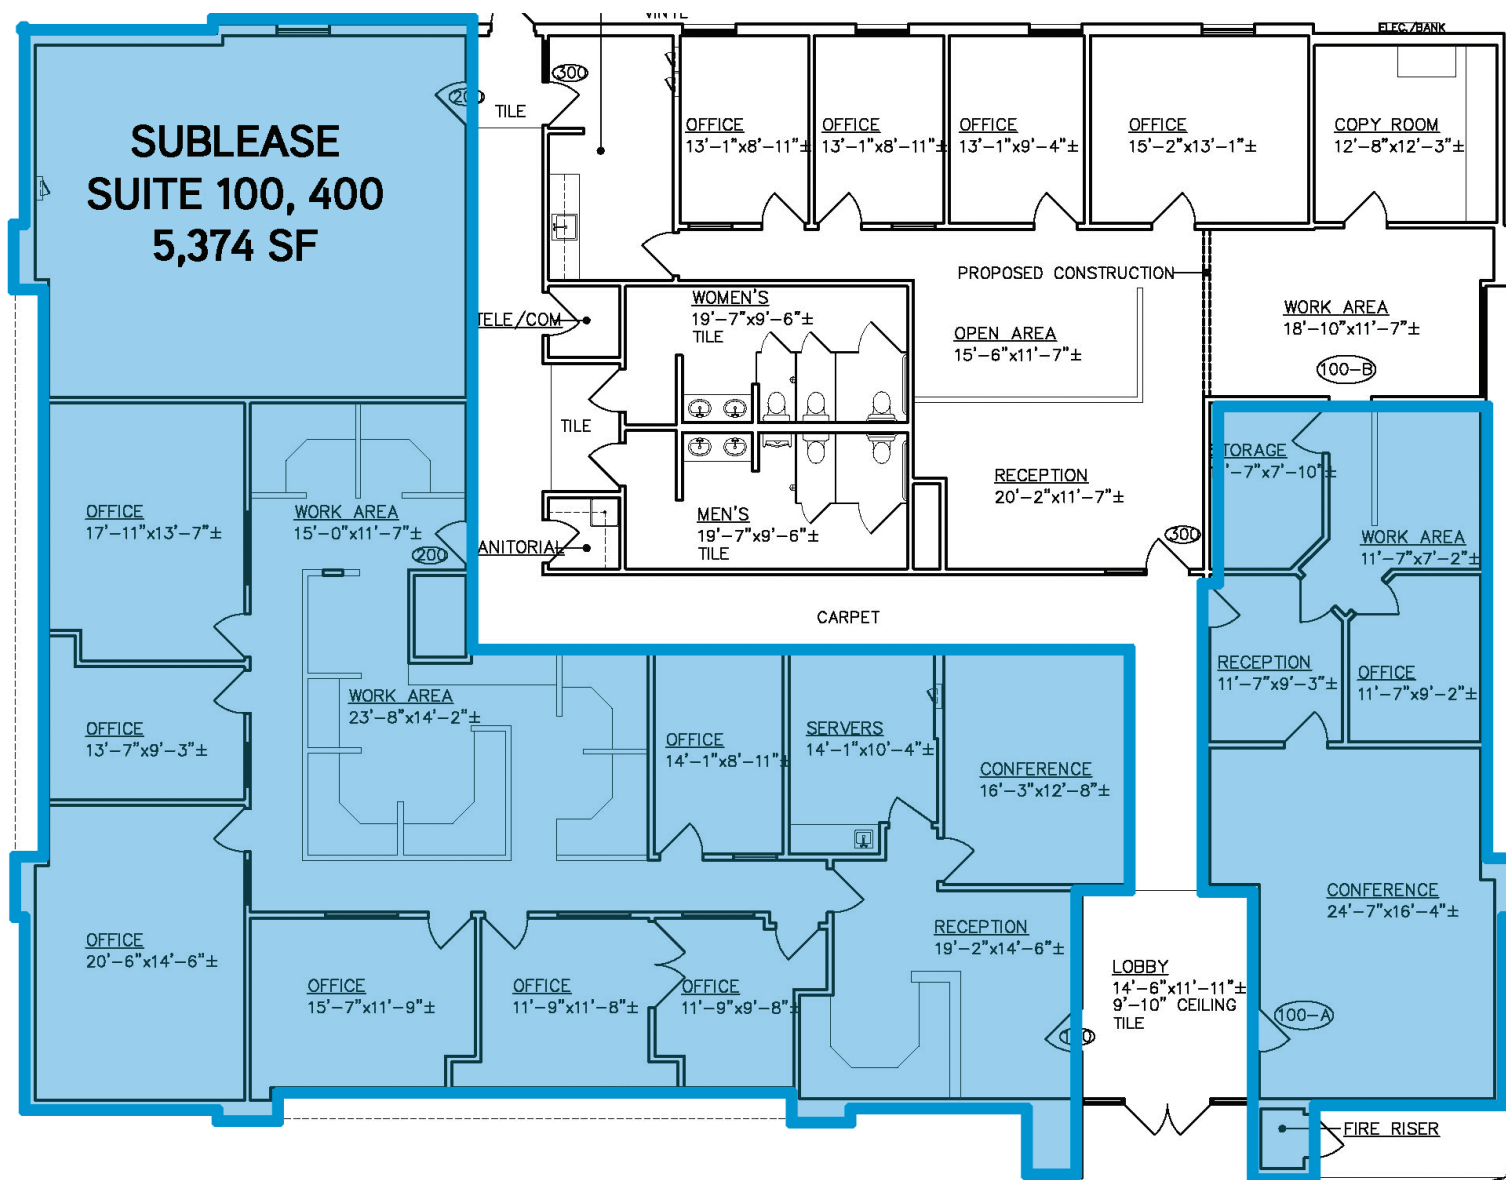 VINYL
ELEC./BANK
300
200
TILE
SUBLEASE
SUITE 100, 400
5,374 SF
OFFICE
13'-1"x8'-11"±
OFFICE
13'-1"x8'-11"±
OFFICE
13'-1"x9'-4"±
OFFICE
15'-2"x13'-1"±
COPY ROOM
12'-8"x12'-3"±
PROPOSED CONSTRUCTION
WOMEN'S
19'-7"x9'-6"±
TILE
TELE/COM
OPEN AREA
15'-6"x11'-7"±
WORK AREA
18'-10"x11'-7"±
100-B
TILE
RECEPTION
20'-2"x11'-7"±
STORAGE
'-7"x7'-10"±
OFFICE
17'-11"x13'-7"±
WORK AREA
15'-0"x11'-7"±
200
MEN'S
19'-7"x9'-6"±
TILE
ANITORIAL
300
WORK AREA
11'-7"x7'-2"±
CARPET
RECEPTION
11'-7"x9'-3"±
OFFICE
11'-7"x9'-2"±
WORK AREA
23'-8"x14'-2"±
OFFICE
13'-7"x9'-3"±
OFFICE
14'-1"x8'-11"±
SERVERS
14'-1"x10'-4"±
CONFERENCE
16'-3"x12'-8"±
CONFERENCE
24'-7"x16'-4"±
OFFICE
20'-6"x14'-6"±
RECEPTION
19'-2"x14'-6"±
OFFICE
15'-7"x11'-9"±
OFFICE
11'-9"x11'-8"±
OFFICE
11'-9"x9'-8"±
LOBBY
14'-6"x11'-11"±
9'-10" CEILING
TILE
100-A
100
FIRE RISER